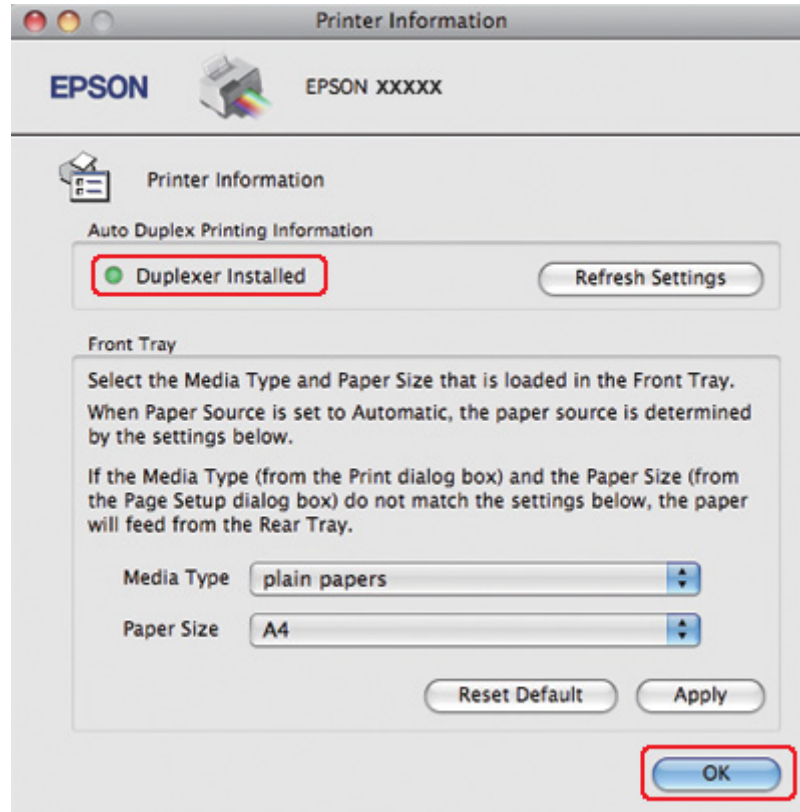 Printer Information
EPSON
EPSON XXXXX
Printer Information
Auto Duplex Printing Information
Duplexer Installed
Refresh Settings
Front Tray
Select the Media Type and Paper Size that is loaded in the Front Tray.
When Paper Source is set to Automatic, the paper source is determined
by the settings below.
If the Media Type (from the Print dialog box) and the Paper Size (from
the Page Setup dialog box) do not match the settings below, the paper
will feed from the Rear Tray.
Media Type plain papers
Paper Size A4
Reset Default Apply
OK